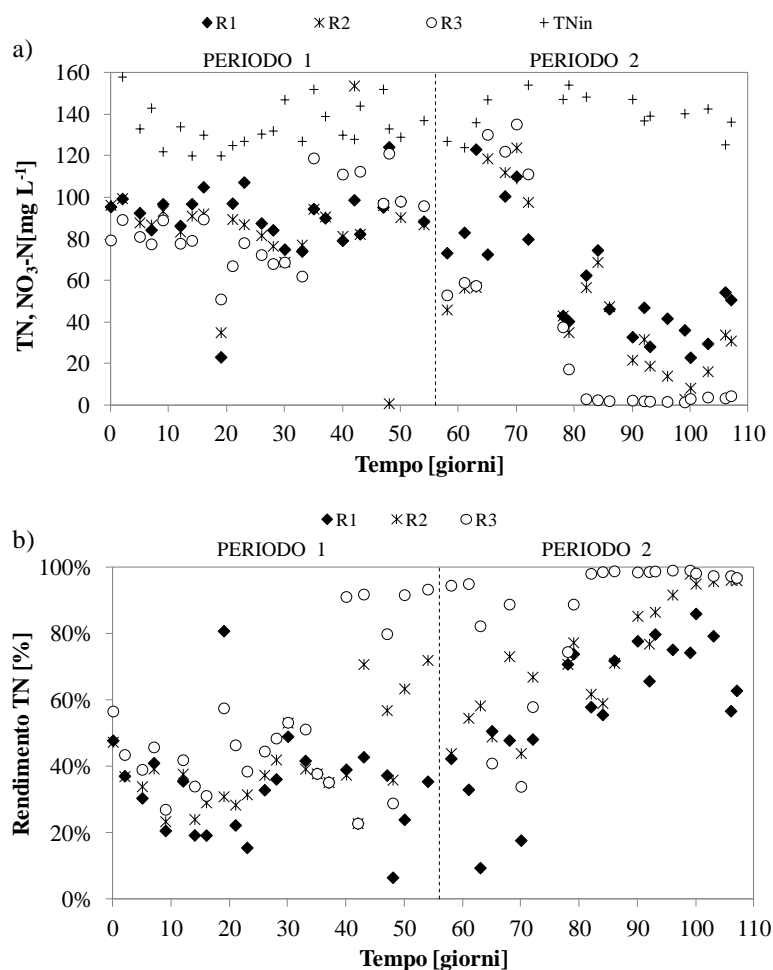 R1 R2 R3 TNin
a)
PERIODO 1 PERIODO 2
160
140
120
100
80
60
40
20
0
TN, NO3-N[mg L-1]
0 10 20 30 40 50 60 70 80 90 100 110
Tempo [giorni]
R1 R2 R3
b)
PERIODO 1 PERIODO 2
100%
80%
60%
40%
20%
0%
Rendimento TN [%]
0 10 20 30 40 50 60 70 80 90 100 110
Tempo [giorni]